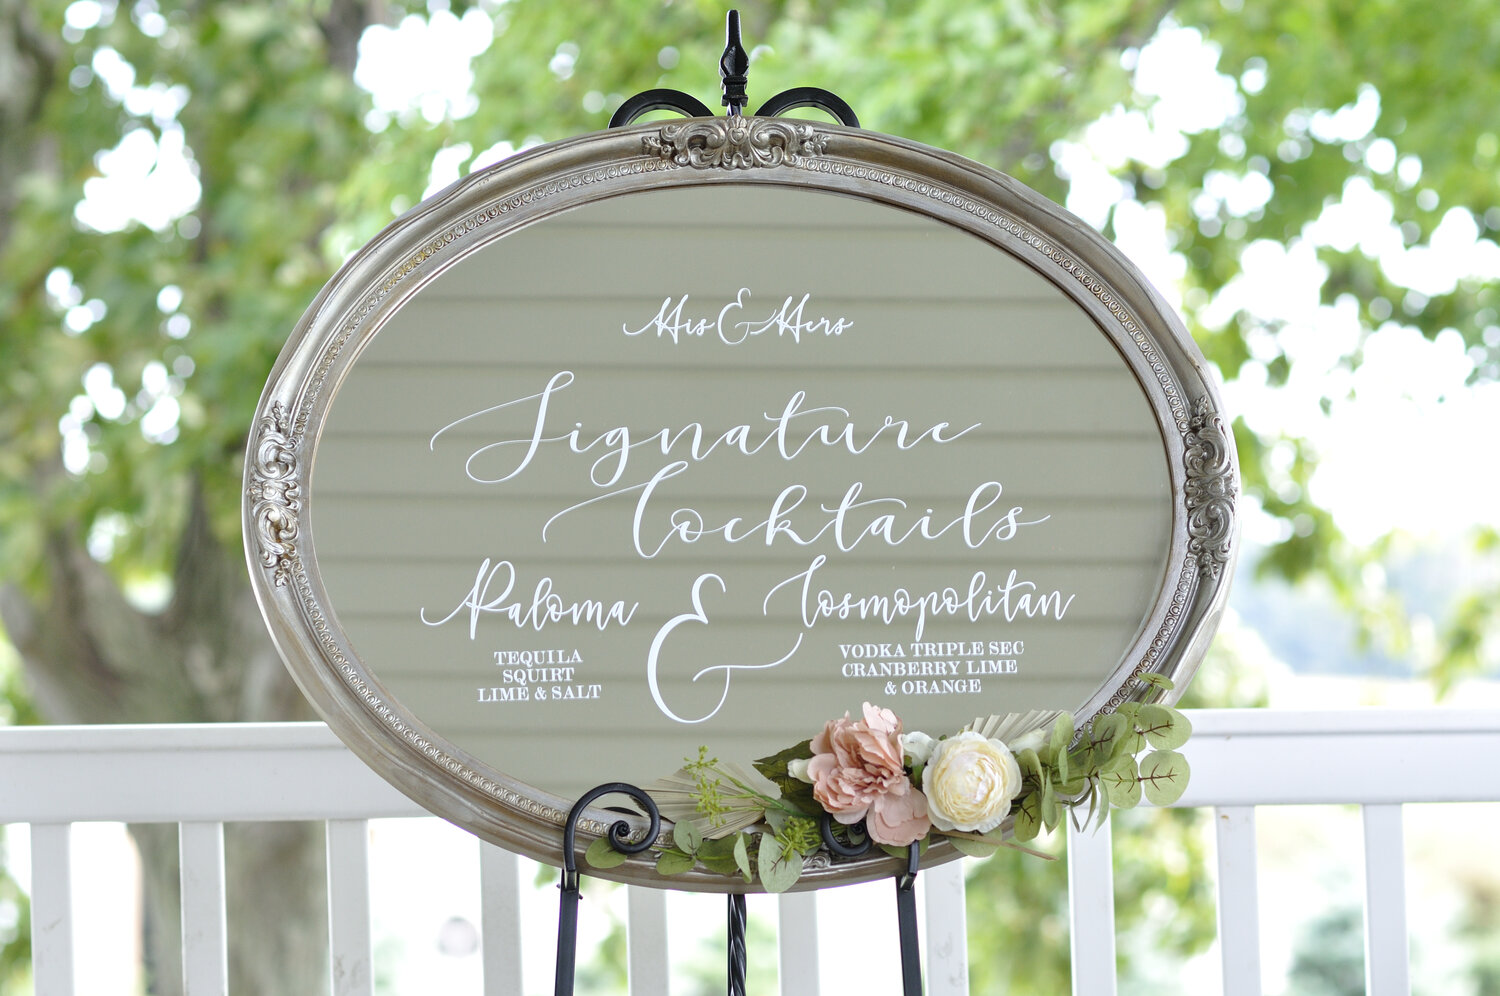 His & Hers
Signature
Cocktails
Paloma & Cosmopolitan
TEQUILA
SQUIRT
LIME & SALT
VODKA TRIPLE SEC
CRANBERRY LIME
& ORANGE